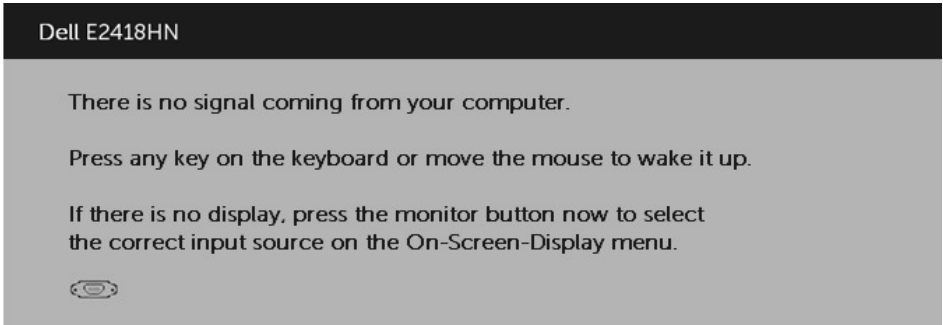 Dell E2418HN
There is no signal coming from your computer.
Press any key on the keyboard or move the mouse to wake it up.
If there is no display, press the monitor button now to select
the correct input source on the On-Screen-Display menu.